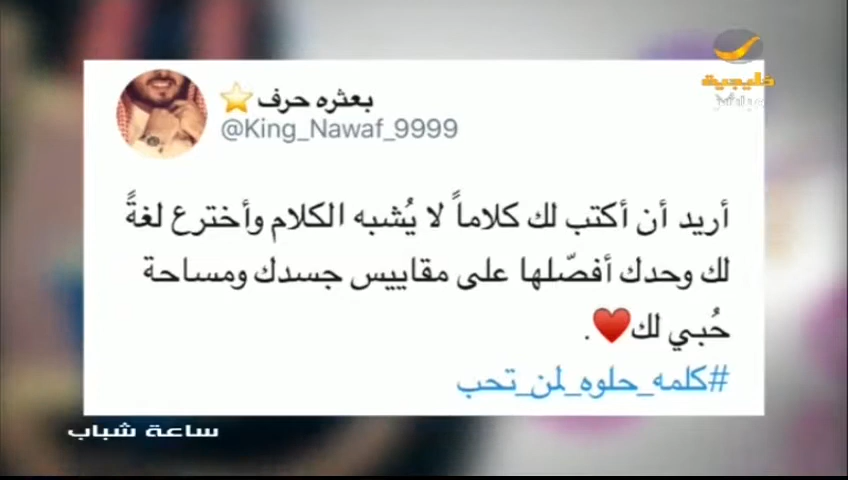 خليجية
مباشر
بعثره حرف
@King_Nawaf_9999
أريد أن أكتب لك كلاماً لا يُشبه الكلام وأخترع لغةً
لك وحدك أفصّلها على مقاييس جسدك ومساحة
حُبي لك♥️.
#كلمه_حلوه_لمن_تحب
ساعة شباب